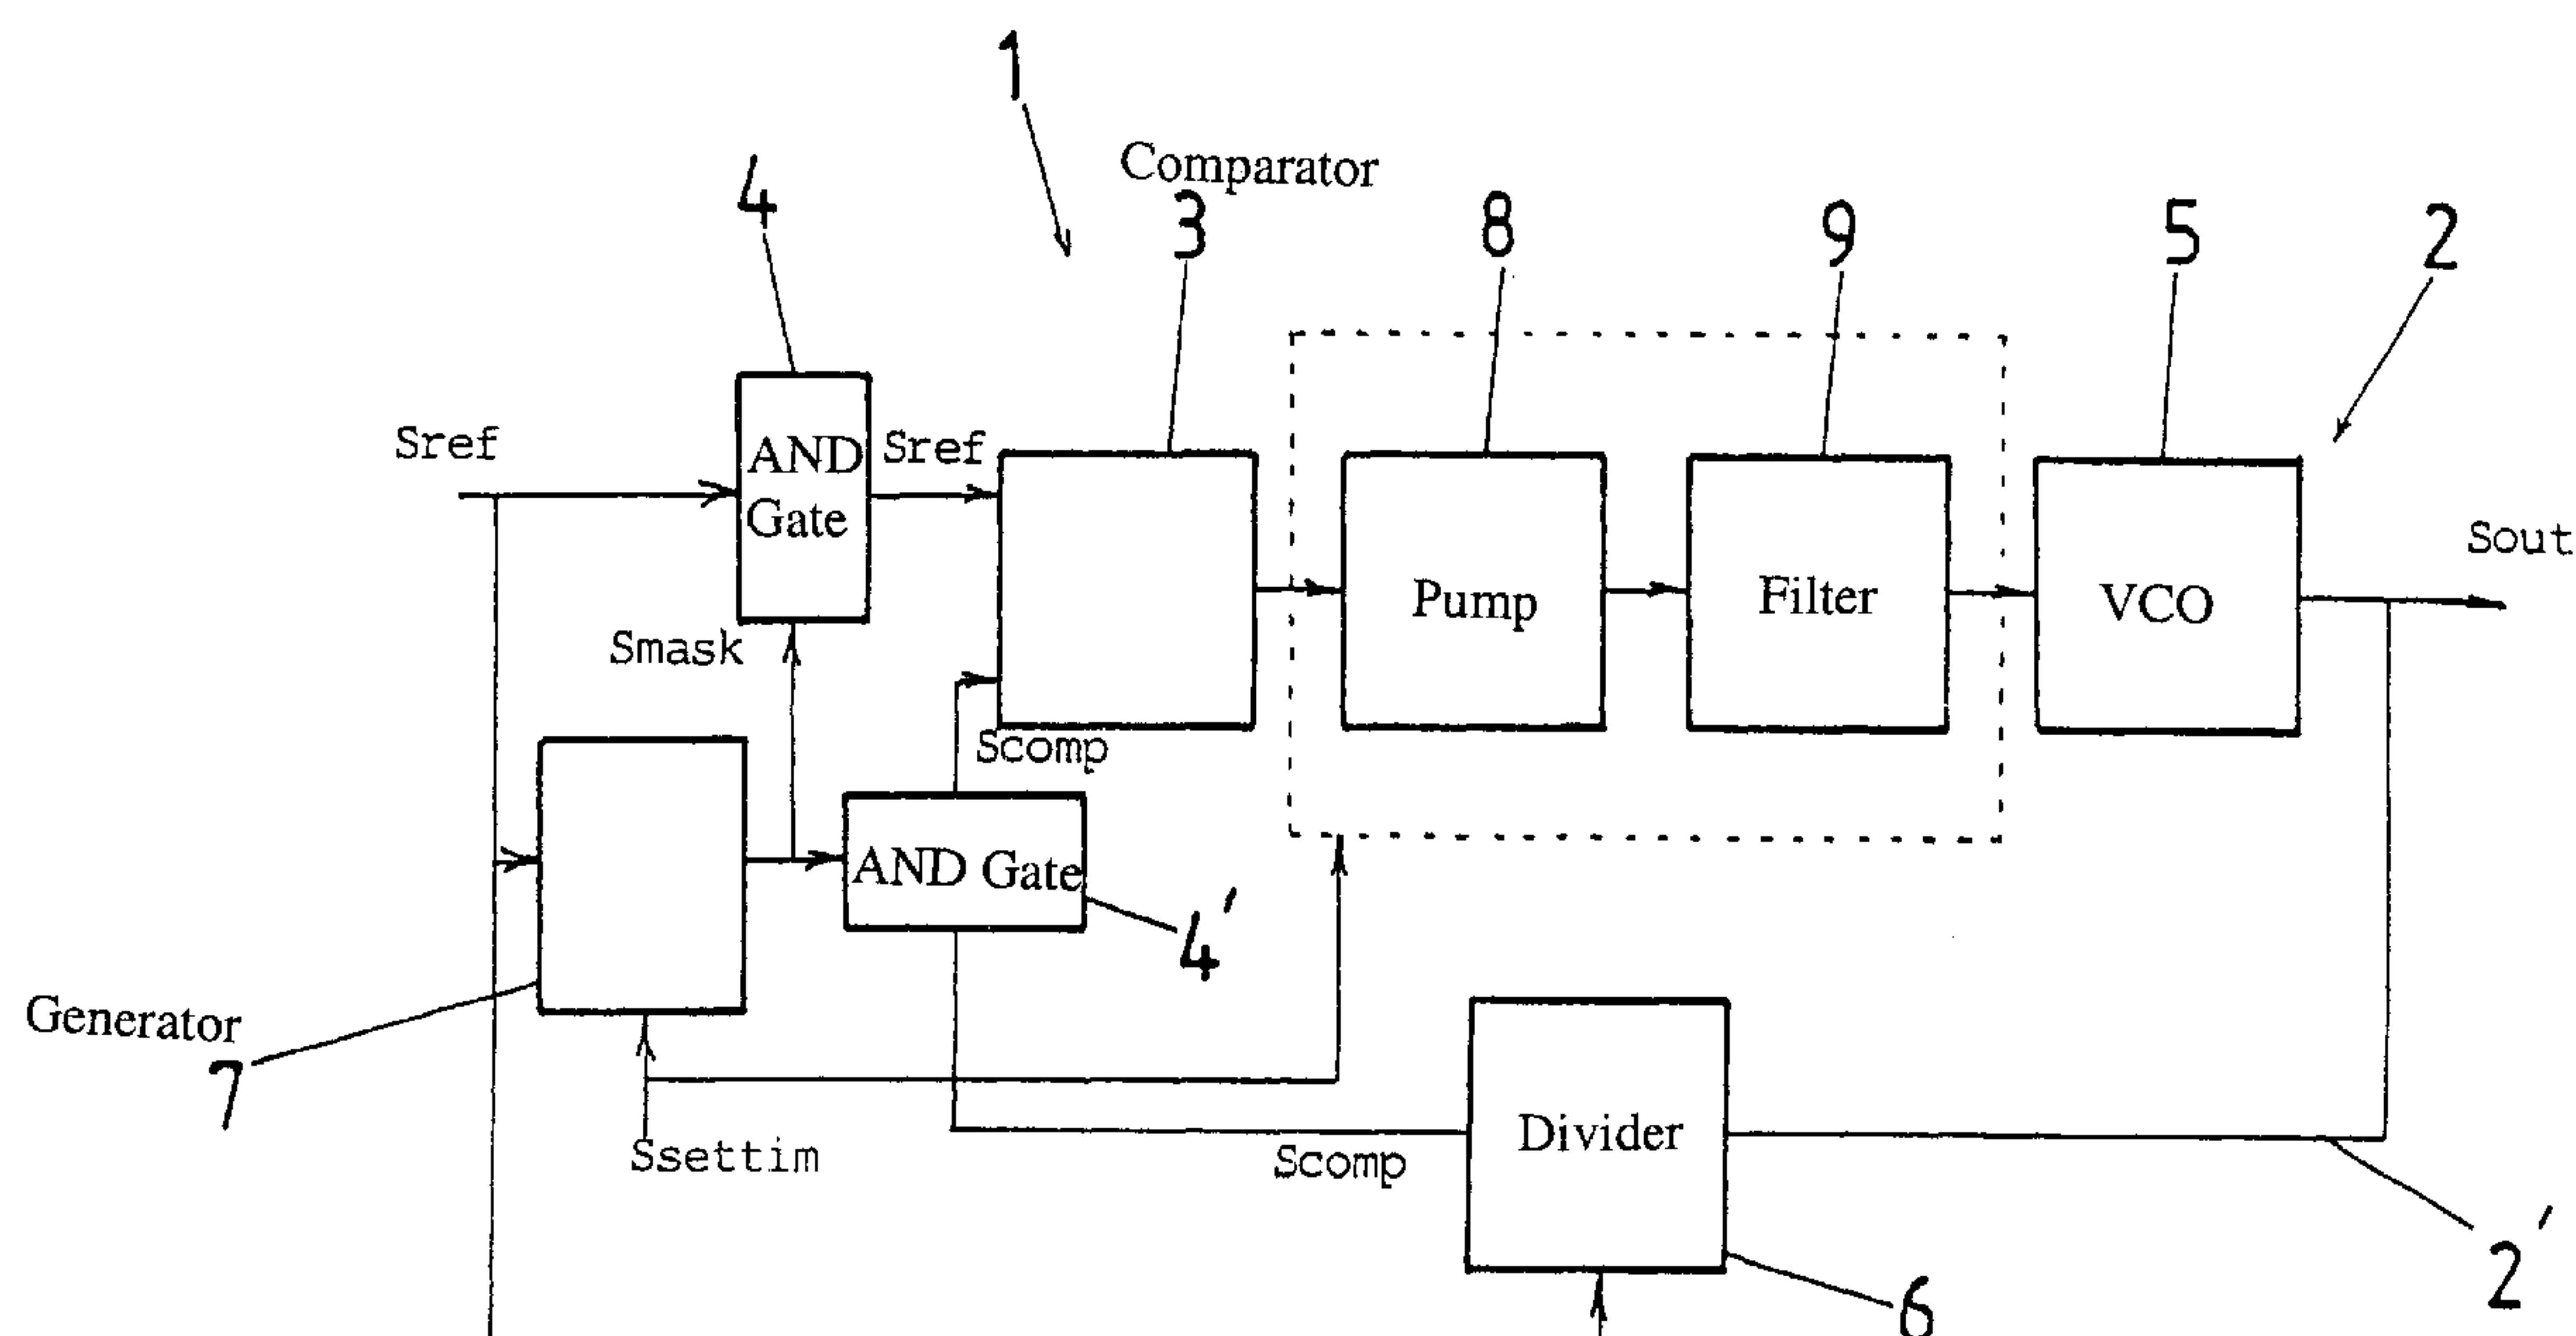 1
Comparator
4
3
8
9
5
2
Sref
AND
Gate
Sref
Sout
Pump
Filter
VCO
Smask
Scomp
AND Gate
4'
Generator
7
Ssettim
Scomp
Divider
2'
6